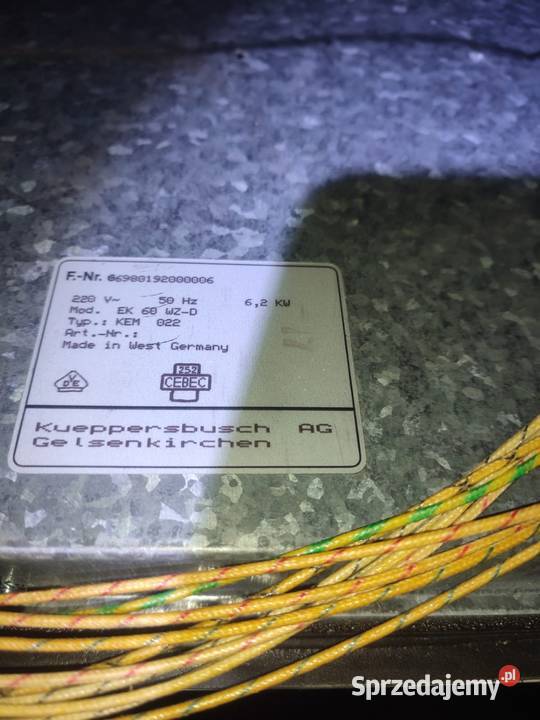 F.-Nr. 66980192000006
220 V~ 50 Hz 6,2 KW
Mod. EK 60 WZ-D
Typ.: KEM 022
Art.-Nr.:
Made in West Germany
VDE
252
CEBEC
Kueppersbusch AG
Gelsenkirchen
Sprzedajemy.pl